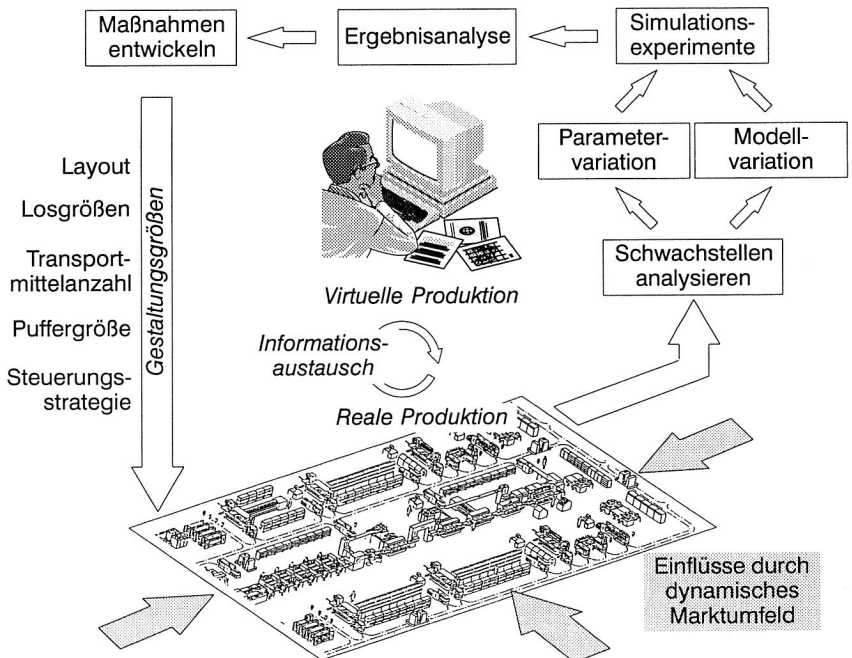 Maßnahmen
entwickeln
Ergebnisanalyse
Simulations-
experimente
Parameter-
variation
Modell-
variation
Schwachstellen
analysieren
Layout
Losgrößen
Transport-
mittelanzahl
Puffergröße
Steuerungs-
strategie
Gestaltungsgrößen
Virtuelle Produktion
Informations-
austausch
Reale Produktion
Einflüsse durch
dynamisches
Marktumfeld